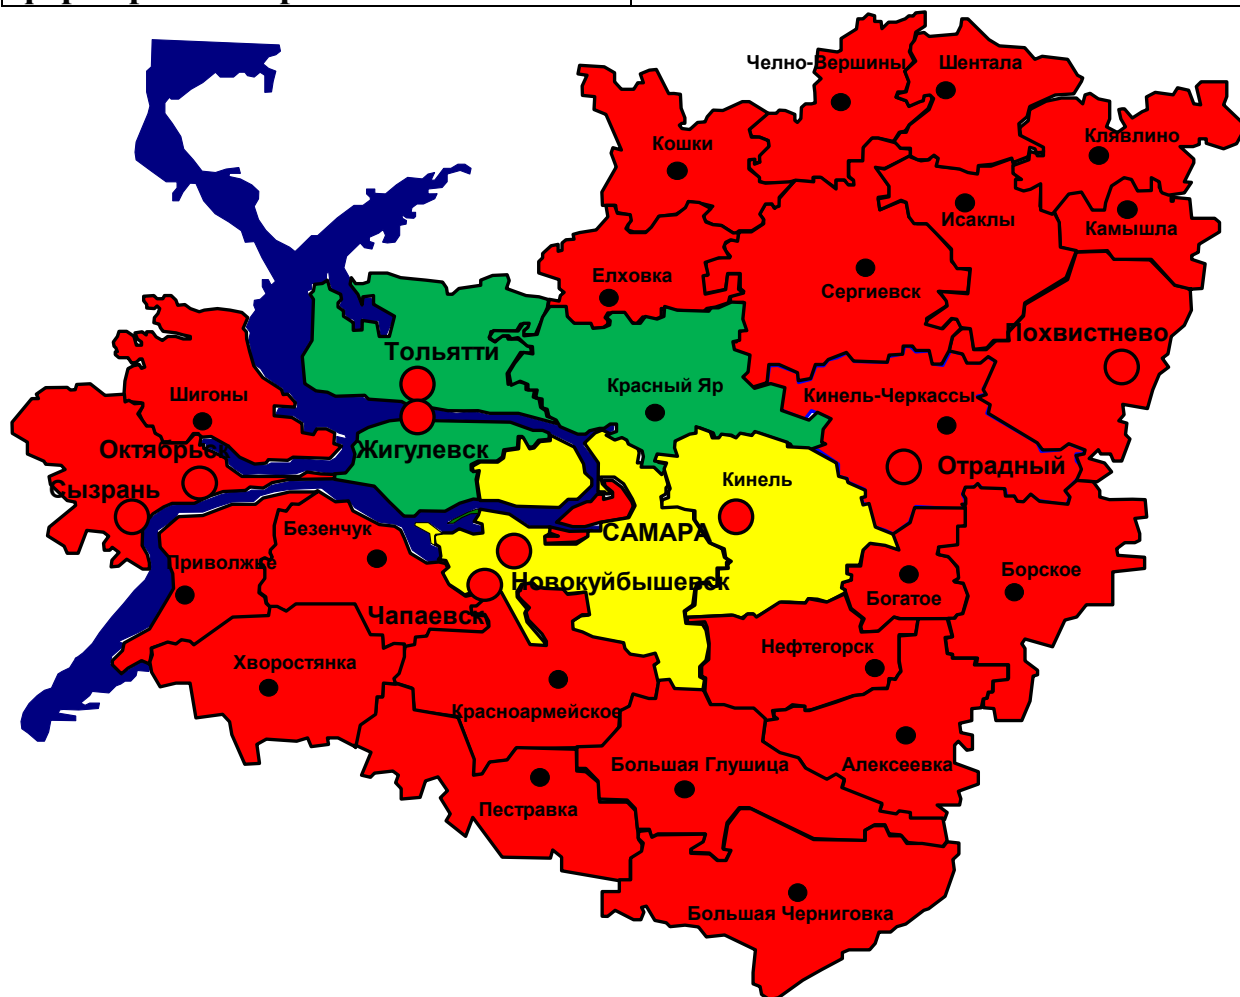 Челно-Вершины
Шентала
Клявлино
Кошки
Исаклы
Камышла
Елховка
Сергиевск
Похвистнево
Тольятти
Красный Яр
Кинель-Черкассы
Шигоны
Октябрьск
Жигулевск
Отрадный
Сызрань
Кинель
Безенчук
САМАРА
Приволжье
Новокуйбышевск
Борское
Богатое
Чапаевск
Нефтегорск
Хворостянка
Красноармейское
Большая Глушица
Алексеевка
Пестравка
Большая Черниговка